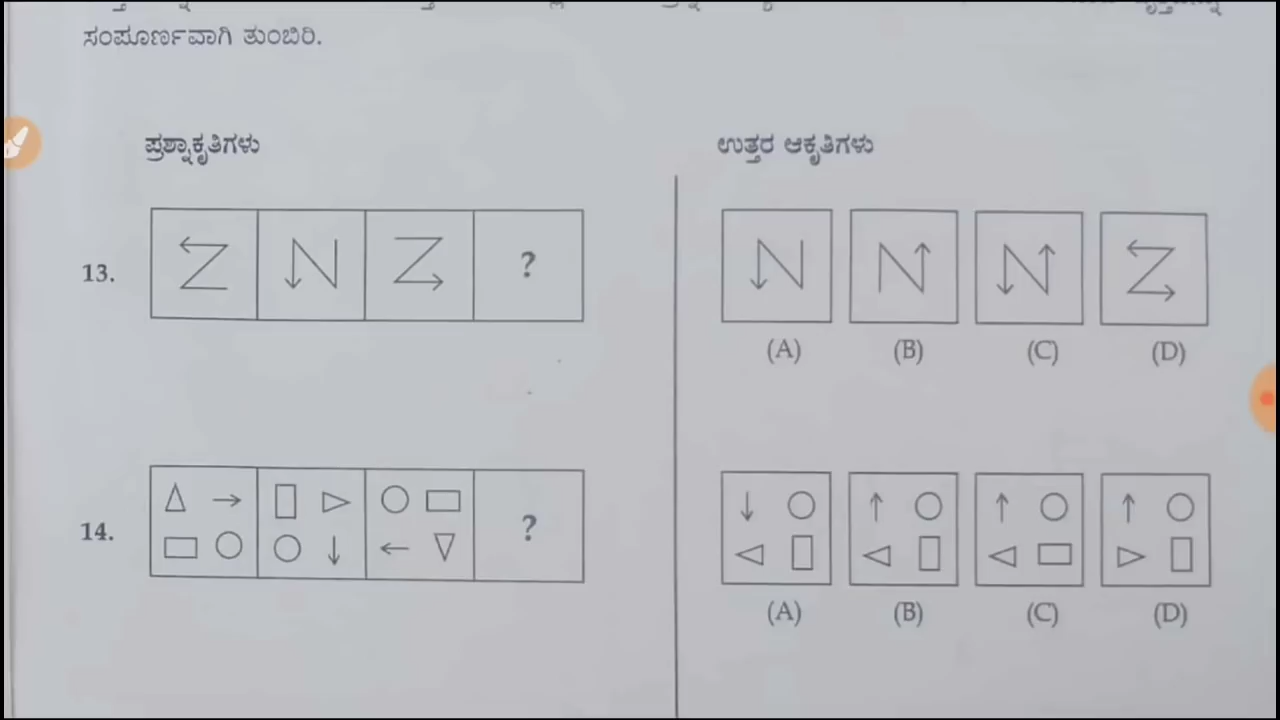 ಸಂಪೂರ್ಣವಾಗಿ ತುಂಬಿರಿ.
ಪ್ರಶ್ನಾಕೃತಿಗಳು ಉತ್ತರ ಆಕೃತಿಗಳು
13. ?
(A) (B) (C) (D)
14. ?
(A) (B) (C) (D)